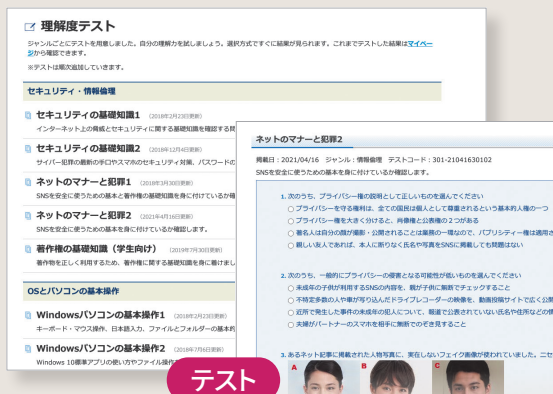 理解度テスト
ジャンルごとにテストを用意しました。自分の理解力を試しましょう。選択方式ですぐに結果が見られます。これまでテストした結果はマイペー
ジから確認できます。
※テストは順次追加していきます。
セキュリティ・情報倫理
セキュリティの基礎知識1 (2018年2月23日更新)
インターネット上の脅威とセキュリティに関する基礎知識を確認する問
セキュリティの基礎知識2 (2018年12月4日更新)
サイバー犯罪の最新の手口やスマホのセキュリティ対策、パスワードの
ネットのマナーと犯罪1 (2018年3月30日更新)
SNSを安全に使うための基本と著作権の基礎知識を身に付けているか確
ネットのマナーと犯罪2 (2021年4月16日更新)
SNSを安全に使うための基本が身に付けられているか確認します。
著作権の基礎知識(学生向け) (2019年7月30日更新)
著作物を正しく利用するため、著作権に関する基礎知識を身に着けまし
OSとパソコンの基本操作
Windowsパソコンの基本操作1 (2018年2月23日更新)
キーボード・マウス操作、日本語入力、ファイルとフォルダーの基本的
Windowsパソコンの基本操作2 (2018年7月6日更新)
Windows 10標準アプリの使い方やファイル操作
ネットのマナーと犯罪2
掲載日:2021/04/16 ジャンル:情報倫理 テストコード:301-21041630102
SNSを安全に使うための基本が身に付けられているか確認します。
1. 次のうち、プライバシー権の説明として正しいものを選んでください
プライバシーを守る権利は、全ての国民は個人として尊重されるという基本的人権の一つ
プライバシー権を大きく分けると、肖像権と公表権の2つがある
著名人は自分の顔が撮影・公開されることは業務の一環なので、パブリシティー権は適用さ
親しい友人であれば、本人に断りなく氏名や写真をSNSに掲載しても問題はない
2. 次のうち、一般的にプライバシーの侵害となる可能性が低いものを選んでください
未成年の子供が利用するSNSの内容を、親が子供に無断でチェックすること
不特定多数の人や車が写り込んだドライブレコーダーの映像を、動画投稿サイトで広く公開
近所で発生した事件の未成年の犯人について、報道で公表されていない氏名や住所などの情
夫婦がパートナーのスマホを相手に無断でのぞき見すること
3. あるネット記事に掲載された人物写真に、実在しないフェイク画像が使われていました。ニセ
A B C
テスト